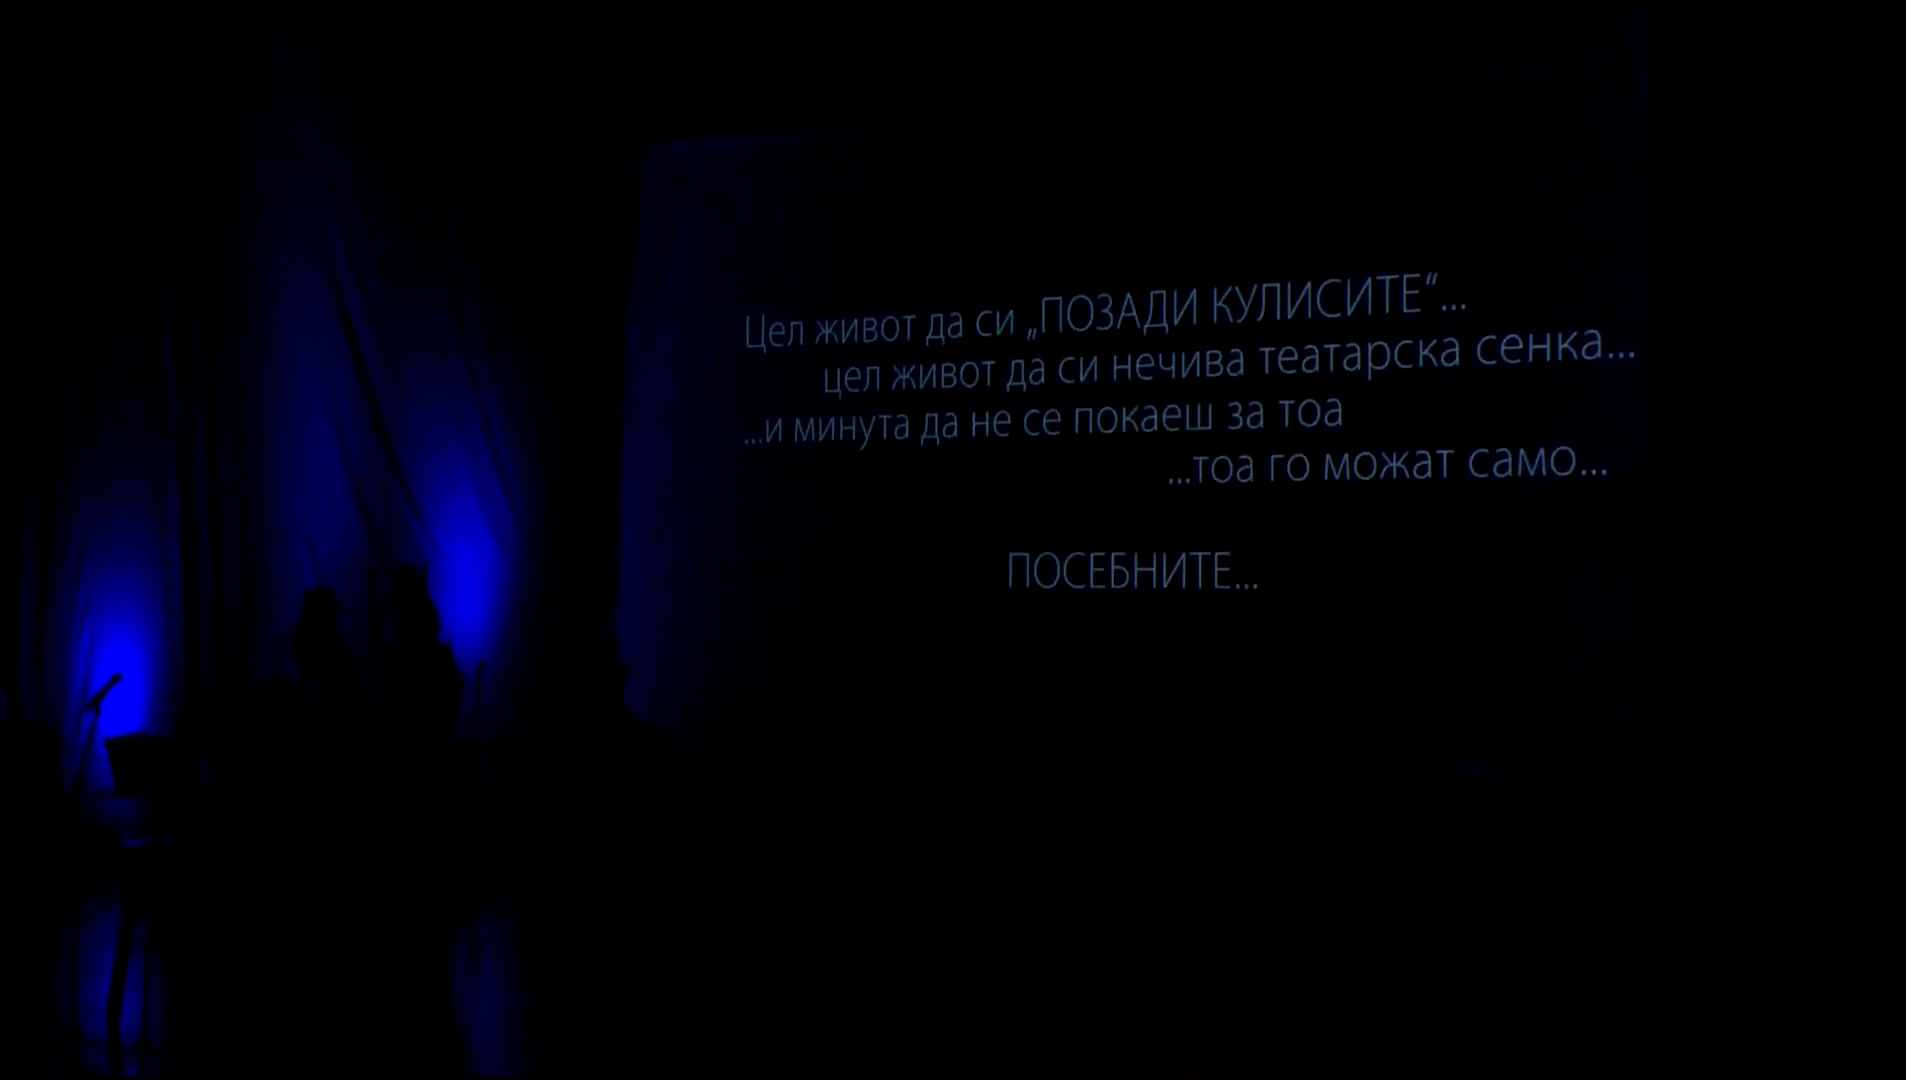 Цел живот да си „ПОЗАДИ КУЛИСИТЕ“...
цел живот да си нечива театарска сенка...
...и минута да не се покаеш за тоа
...тоа го можат само...
ПОСЕБНИТЕ...